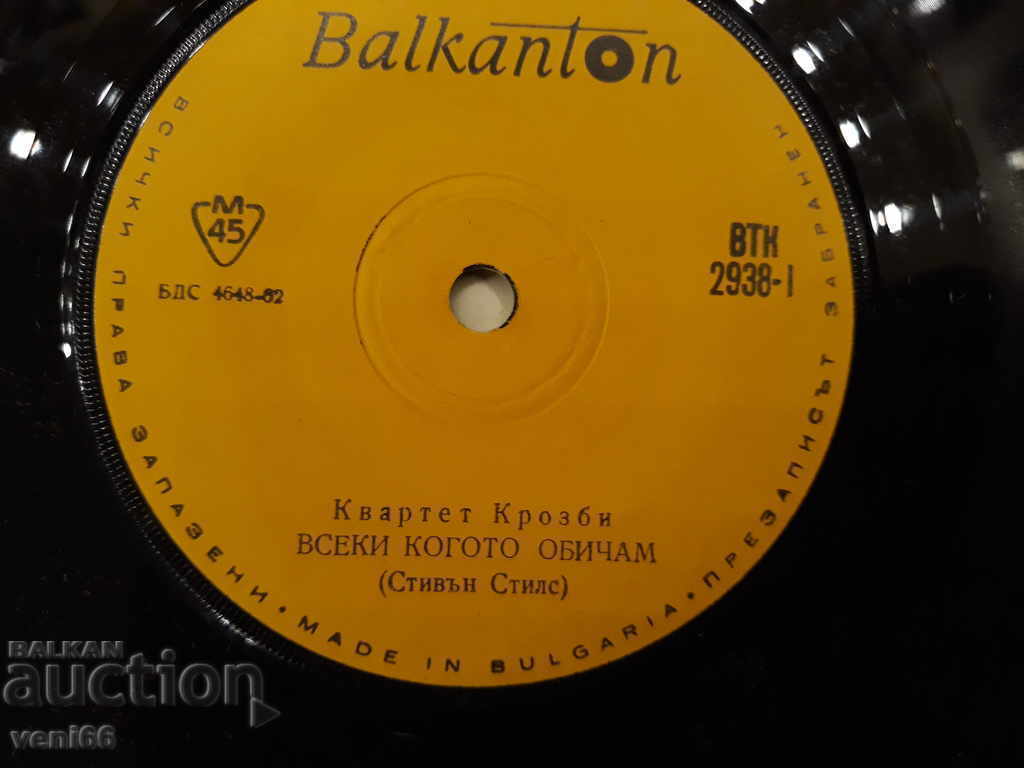 Balkanton
М
45
БДС 4648-62
ВТК
2938-I
Квартет Крозби
ВСЕКИ КОГОТО ОБИЧАМ
(Стивън Стилс)
ВСИЧКИ ПРАВА ЗАПАЗЕНИ • MADE IN BULGARIA • ПРЕЗАПИСЪТ ЗАБРАНЕН
BALKAN
auction
veni66